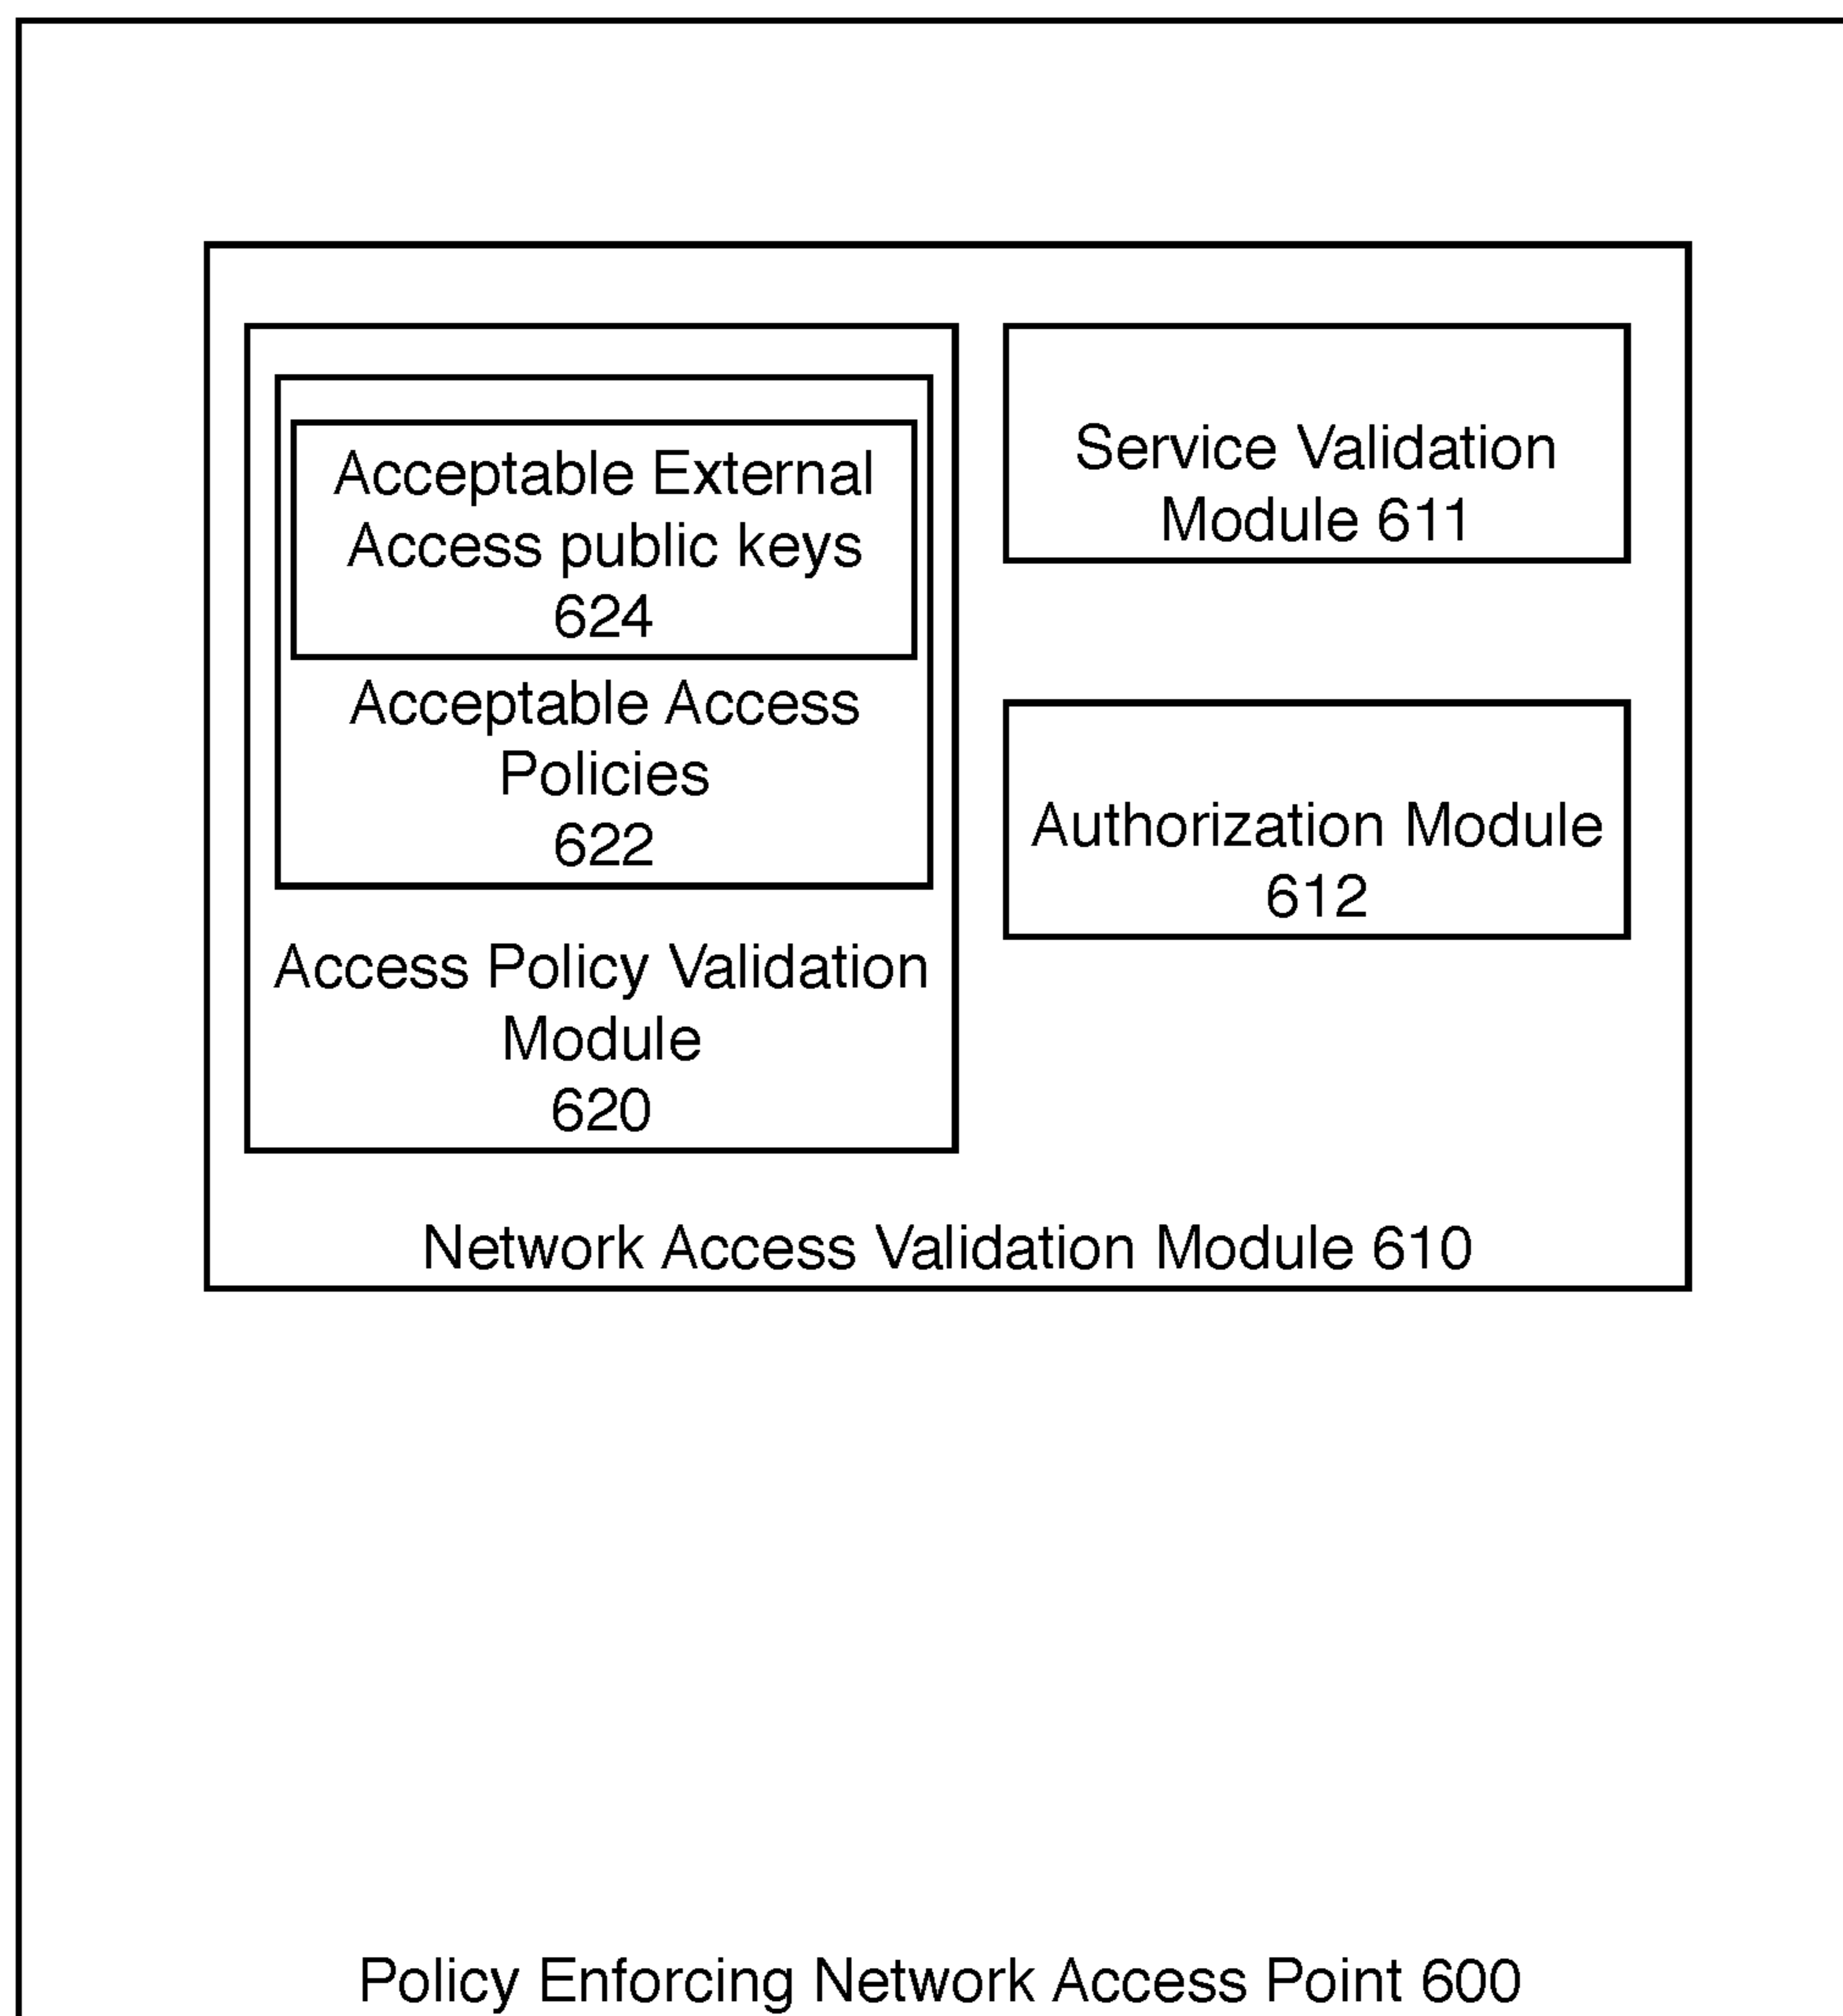 Acceptable External
Access public keys
624
Acceptable Access
Policies
622
Access Policy Validation
Module
620
Service Validation
Module 611
Authorization Module
612
Network Access Validation Module 610
Policy Enforcing Network Access Point 600